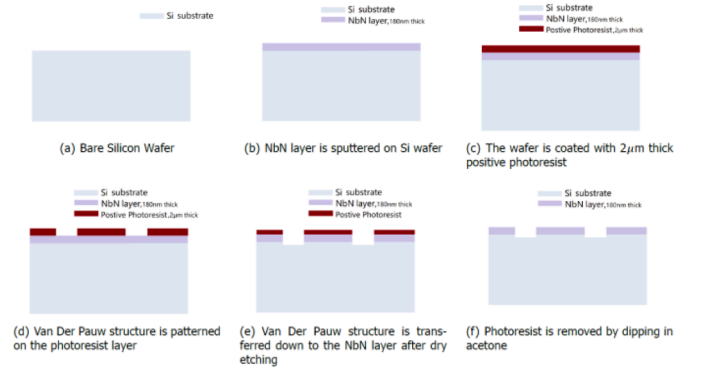 Si substrate
(a) Bare Silicon Wafer
Si substrate
NbN layer,180nm thick
(b) NbN layer is sputtered on Si wafer
Si substrate
NbN layer,180nm thick
Postive Photoresist,2μm thick
(c) The wafer is coated with 2μm thick
positive photoresist
Si substrate
NbN layer,180nm thick
Postive Photoresist,2μm thick
(d) Van Der Pauw structure is patterned
on the photoresist layer
Si substrate
NbN layer,180nm thick
Postive Photoresist
(e) Van Der Pauw structure is trans-
ferred down to the NbN layer after dry
etching
Si substrate
NbN layer,180nm thick
(f) Photoresist is removed by dipping in
acetone